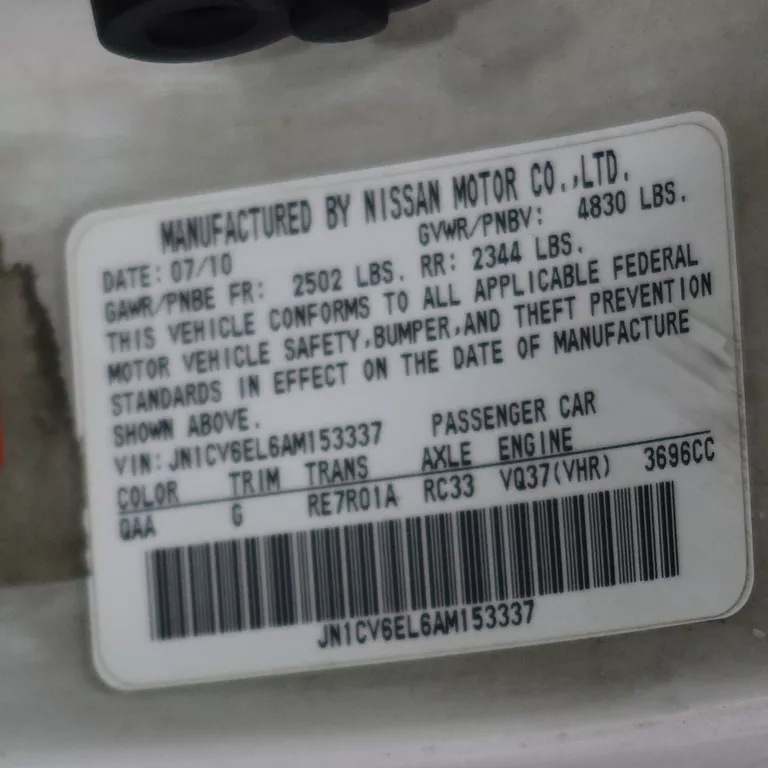 MANUFACTURED BY NISSAN MOTOR CO.,LTD.
DATE: 07/10 GVWR/PNBV: 4830 LBS.
GAWR/PNBE FR: 2502 LBS. RR: 2344 LBS.
THIS VEHICLE CONFORMS TO ALL APPLICABLE FEDERAL
MOTOR VEHICLE SAFETY,BUMPER,AND THEFT PREVENTION
STANDARDS IN EFFECT ON THE DATE OF MANUFACTURE
SHOWN ABOVE.
VIN: JN1CV6EL6AM153337 PASSENGER CAR
COLOR TRIM TRANS AXLE ENGINE
QAA G RE7R01A RC33 VQ37(VHR) 3696CC
JN1CV6EL6AM153337